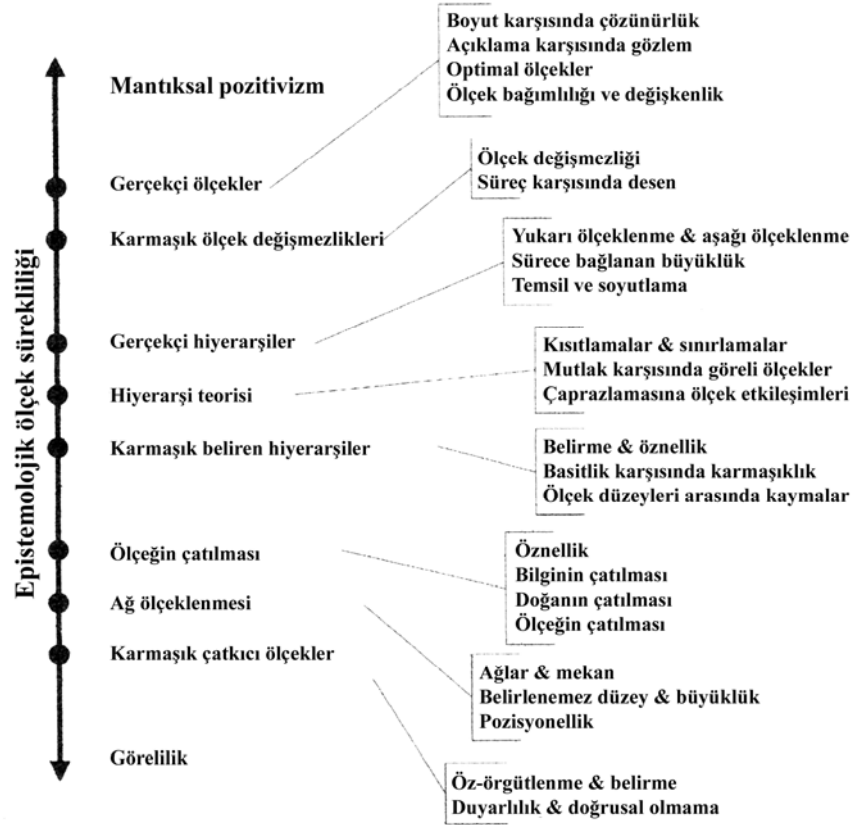 Epistemolojik ölçek sürekliliği
Mantıksal pozitivizm
Gerçekçi ölçekler
Karmaşık ölçek değişmezlikleri
Gerçekçi hiyerarşiler
Hiyerarşi teorisi
Karmaşık beliren hiyerarşiler
Ölçeğin çatılması
Ağ ölçeklenmesi
Karmaşık çatkıcı ölçekler
Görelilik
Boyut karşısında çözünürlük
Açıklama karşısında gözlem
Optimal ölçekler
Ölçek bağımlılığı ve değişkenlik
Ölçek değişmezliği
Süreç karşısında desen
Yukarı ölçeklenme & aşağı ölçeklenme
Sürece bağlanan büyüklük
Temsil ve soyutlama
Kısıtlamalar & sınırlamalar
Mutlak karşısında göreli ölçekler
Çaprazlamasına ölçek etkileşimleri
Belirme & öznellik
Basitlik karşısında karmaşıklık
Ölçek düzeyleri arasında kaymalar
Öznellik
Bilginin çatılması
Doğanın çatılması
Ölçeğin çatılması
Ağlar & mekan
Belirlenemez düzey & büyüklük
Pozisyonellik
Öz-örgütlenme & belirme
Duyarlılık & doğrusal olmama